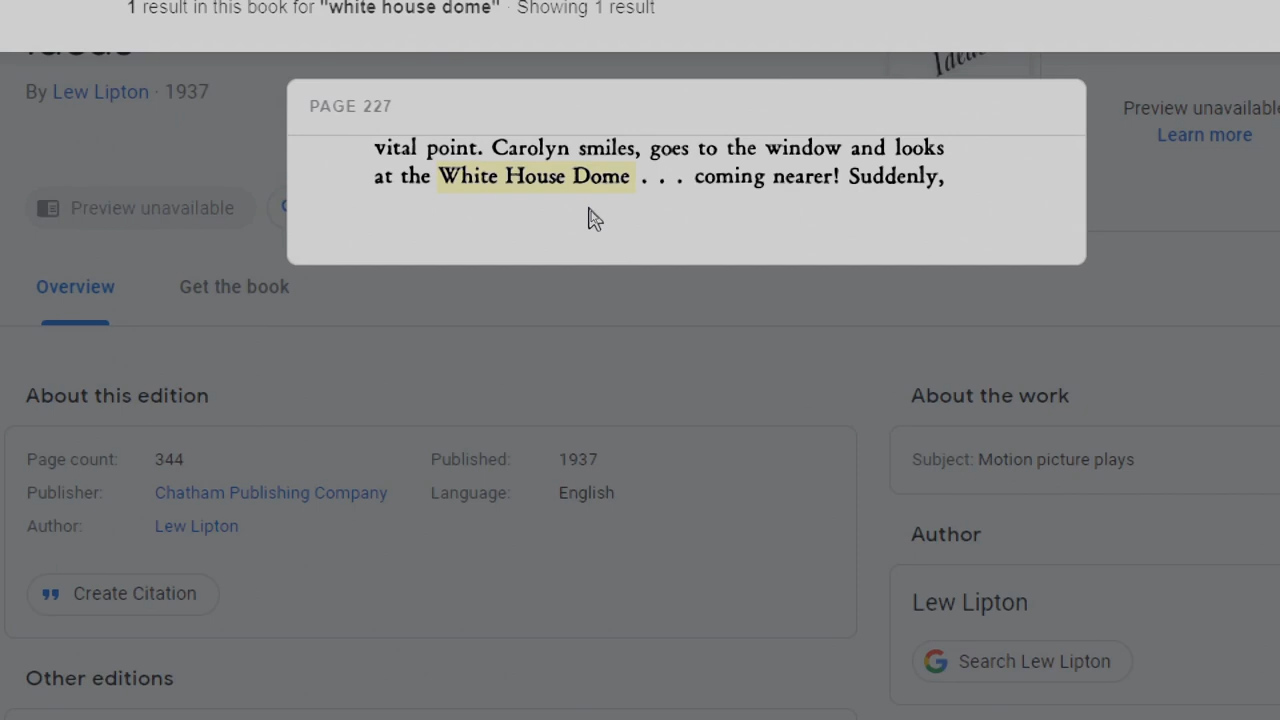 1 result in this book for "white house dome" · Showing 1 result
Ideas
By Lew Lipton · 1937
PAGE 227
Preview unavailable
Learn more
vital point. Carolyn smiles, goes to the window and looks
at the White House Dome . . . coming nearer! Suddenly,
Preview unavailable
Overview
Get the book
About this edition
About the work
Page count: 344
Published: 1937
Subject: Motion picture plays
Publisher: Chatham Publishing Company
Language: English
Author: Lew Lipton
Author
Create Citation
Lew Lipton
Search Lew Lipton
Other editions